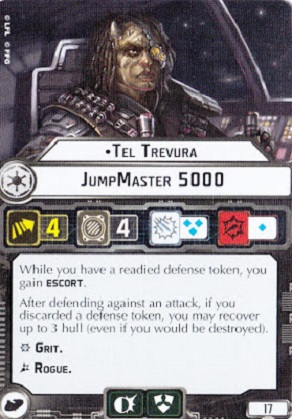 ©LFL ©FFG
•Tel Trevura
JumpMaster 5000
4 4
While you have a readied defense token, you
gain ESCORT.
After defending against an attack, if you
discarded a defense token, you may recover
up to 3 hull (even if you would be destroyed).
Grit.
Rogue.
17